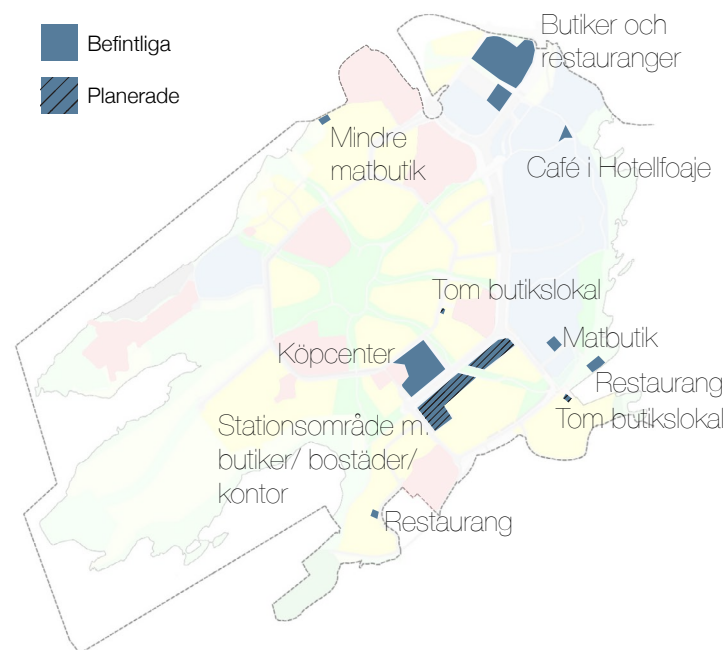 Befintliga
Planerade
Butiker och
restauranger
Mindre
matbutik
Café i Hotellfoaje
Tom butikslokal
Köpcenter
Matbutik
Restaurang
Tom butikslokal
Stationsområde m.
butiker/ bostäder/
kontor
Restaurang